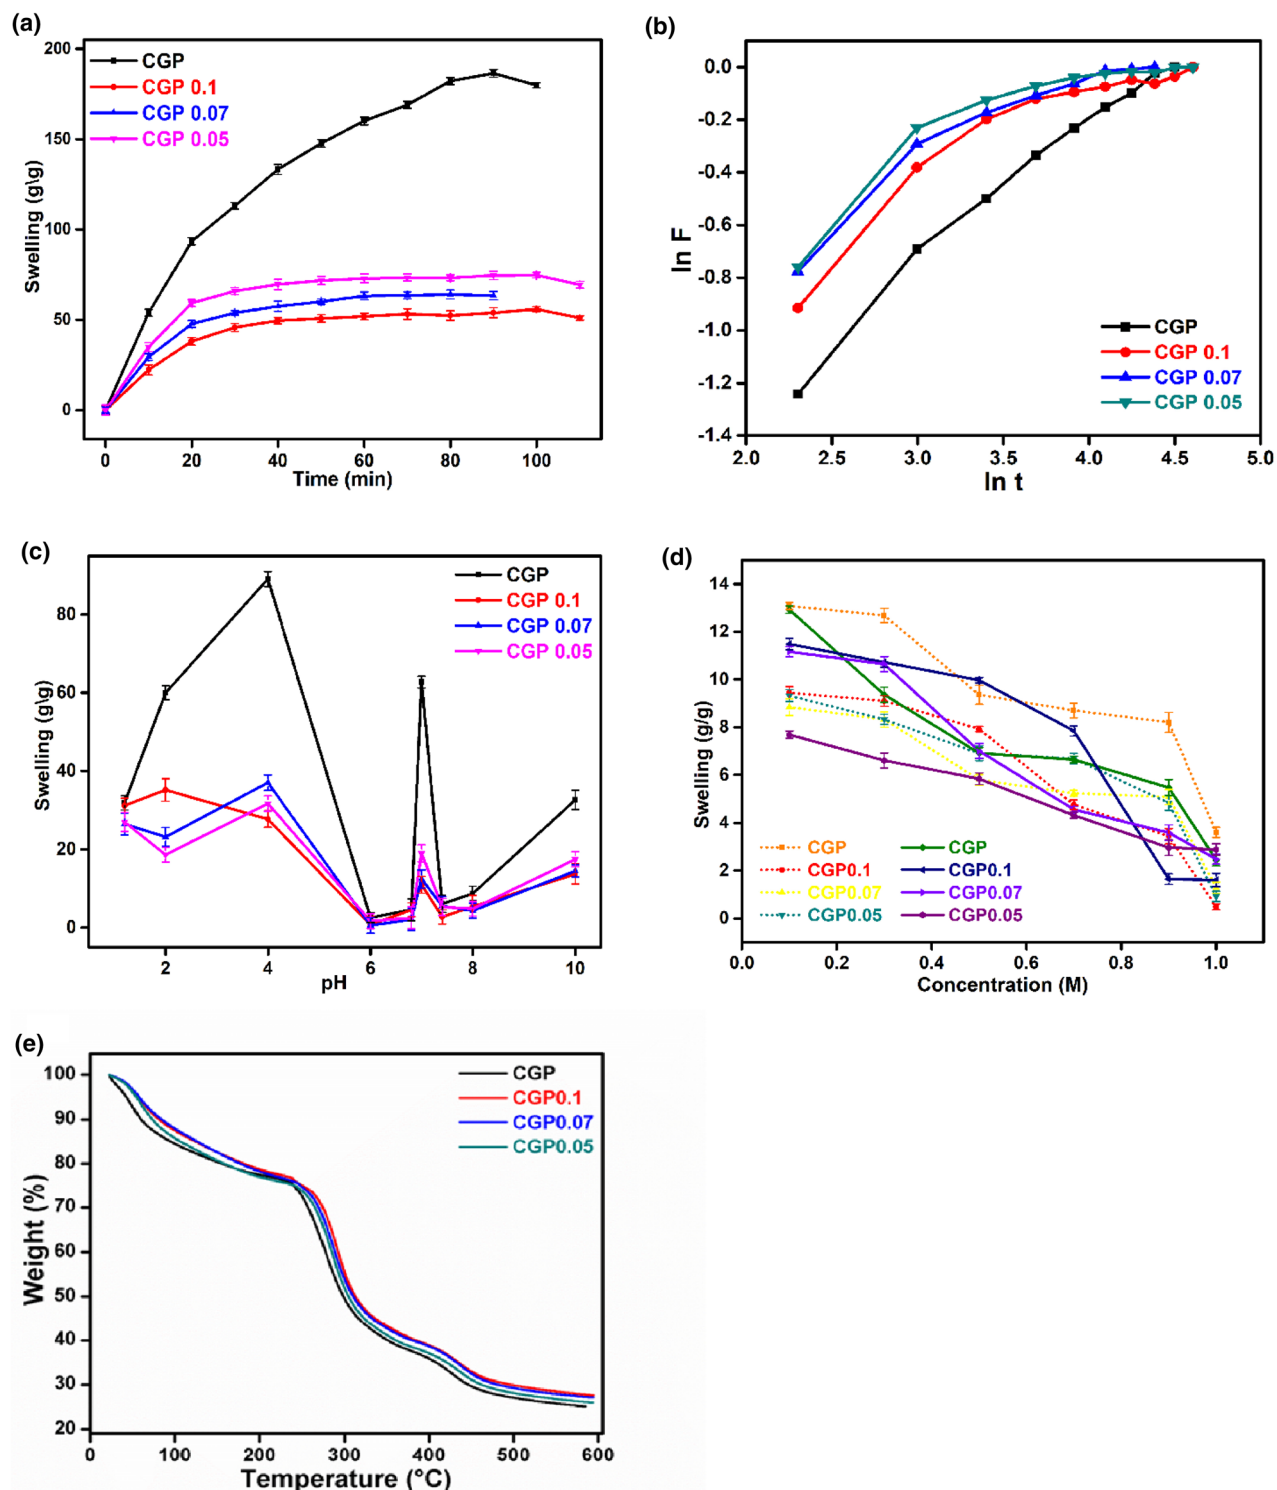 (a)
200
150
100
50
0
Swelling (g\g)
CGP
CGP 0.1
CGP 0.07
CGP 0.05
0 20 40 60 80 100
Time (min)
(b)
0.0
-0.2
-0.4
-0.6
-0.8
-1.0
-1.2
-1.4
ln F
CGP
CGP 0.1
CGP 0.07
CGP 0.05
2.0 2.5 3.0 3.5 4.0 4.5 5.0
ln t
(c)
80
60
40
20
0
Swelling (g\g)
CGP
CGP 0.1
CGP 0.07
CGP 0.05
2 4 6 8 10
pH
(d)
14
12
10
8
6
4
2
0
Swelling (g/g)
CGP CGP
CGP0.1 CGP0.1
CGP0.07 CGP0.07
CGP0.05 CGP0.05
0.0 0.2 0.4 0.6 0.8 1.0
Concentration (M)
(e)
100
90
80
70
60
50
40
30
20
Weight (%)
CGP
CGP0.1
CGP0.07
CGP0.05
0 100 200 300 400 500 600
Temperature (°C)